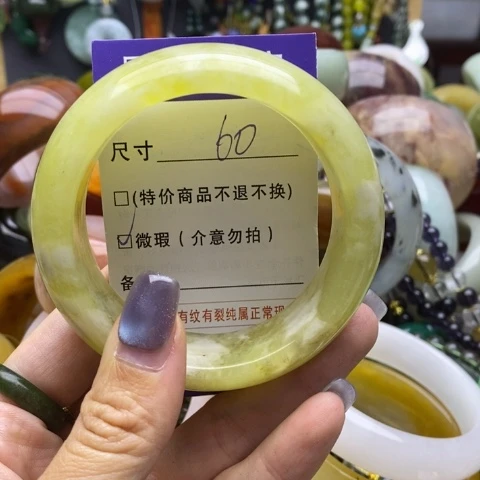 尺寸 60
□(特价商品不退不换)
☑微瑕（介意勿拍）
备
有纹有裂纯属正常现